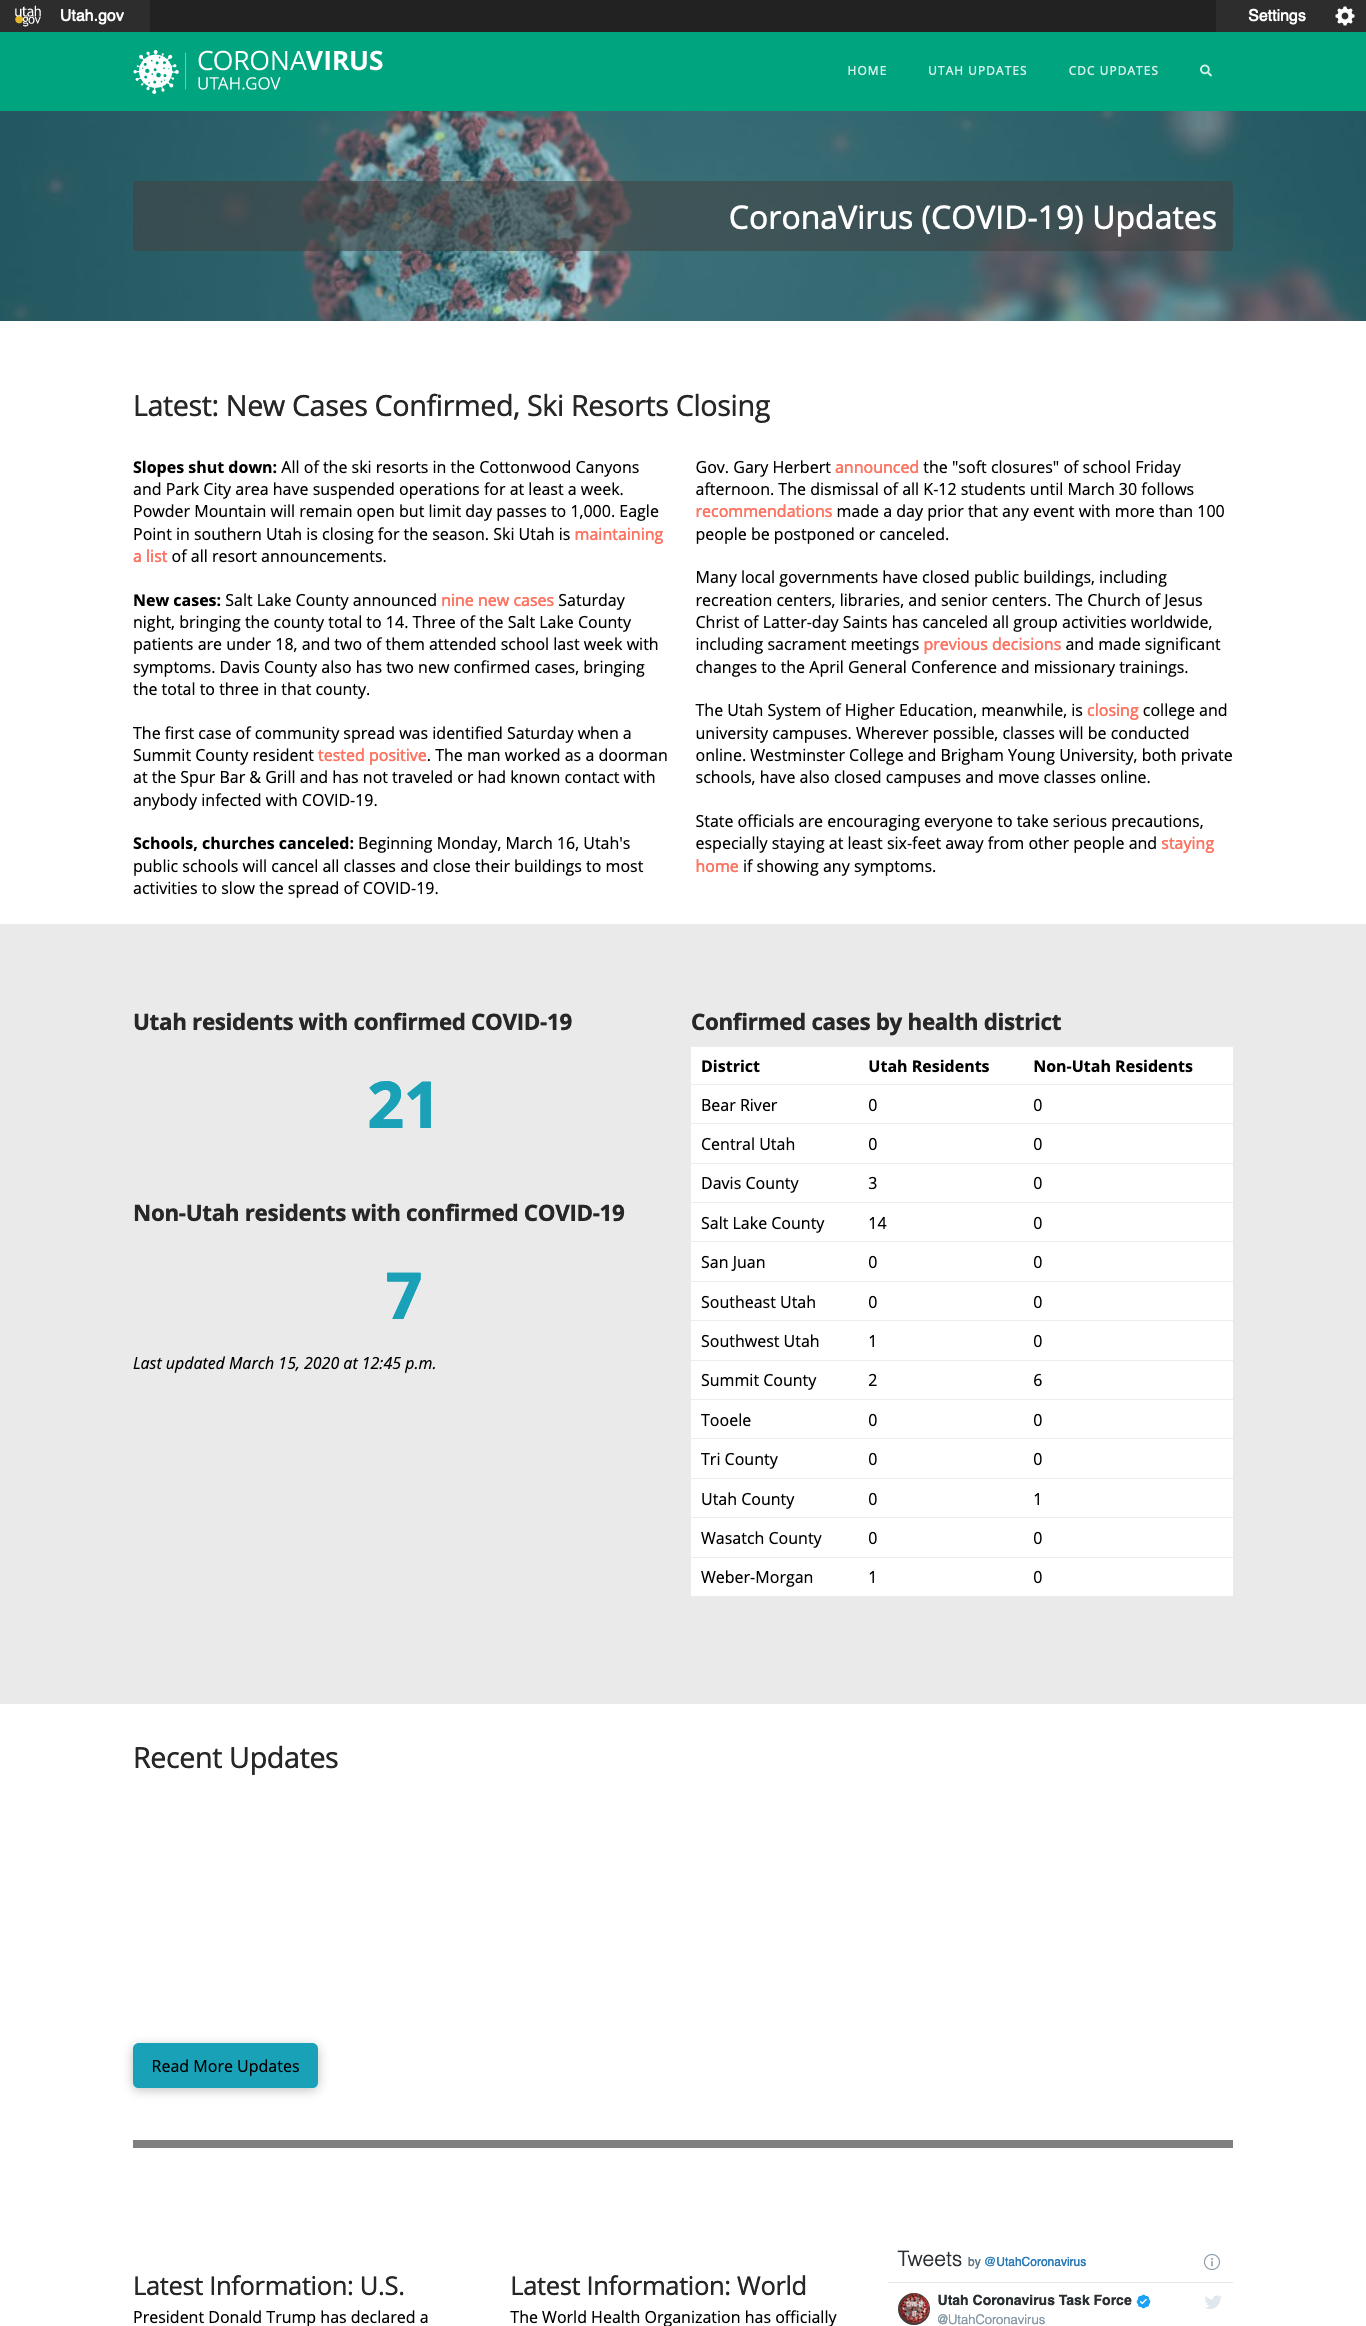 utah
gov
Utah.gov
Settings
CORONAVIRUS
UTAH.GOV
HOME
UTAH UPDATES
CDC UPDATES
CoronaVirus (COVID-19) Updates
Latest: New Cases Confirmed, Ski Resorts Closing
Slopes shut down: All of the ski resorts in the Cottonwood Canyons
and Park City area have suspended operations for at least a week.
Powder Mountain will remain open but limit day passes to 1,000. Eagle
Point in southern Utah is closing for the season. Ski Utah is maintaining
a list of all resort announcements.
New cases: Salt Lake County announced nine new cases Saturday
night, bringing the county total to 14. Three of the Salt Lake County
patients are under 18, and two of them attended school last week with
symptoms. Davis County also has two new confirmed cases, bringing
the total to three in that county.
The first case of community spread was identified Saturday when a
Summit County resident tested positive. The man worked as a doorman
at the Spur Bar & Grill and has not traveled or had known contact with
anybody infected with COVID-19.
Schools, churches canceled: Beginning Monday, March 16, Utah's
public schools will cancel all classes and close their buildings to most
activities to slow the spread of COVID-19.
Gov. Gary Herbert announced the "soft closures" of school Friday
afternoon. The dismissal of all K-12 students until March 30 follows
recommendations made a day prior that any event with more than 100
people be postponed or canceled.
Many local governments have closed public buildings, including
recreation centers, libraries, and senior centers. The Church of Jesus
Christ of Latter-day Saints has canceled all group activities worldwide,
including sacrament meetings previous decisions and made significant
changes to the April General Conference and missionary trainings.
The Utah System of Higher Education, meanwhile, is closing college and
university campuses. Wherever possible, classes will be conducted
online. Westminster College and Brigham Young University, both private
schools, have also closed campuses and move classes online.
State officials are encouraging everyone to take serious precautions,
especially staying at least six-feet away from other people and staying
home if showing any symptoms.
Utah residents with confirmed COVID-19
21
Non-Utah residents with confirmed COVID-19
7
Last updated March 15, 2020 at 12:45 p.m.
Confirmed cases by health district
District Utah Residents Non-Utah Residents
Bear River 0 0
Central Utah 0 0
Davis County 3 0
Salt Lake County 14 0
San Juan 0 0
Southeast Utah 0 0
Southwest Utah 1 0
Summit County 2 6
Tooele 0 0
Tri County 0 0
Utah County 0 1
Wasatch County 0 0
Weber-Morgan 1 0
Recent Updates
Read More Updates
Latest Information: U.S.
President Donald Trump has declared a
Latest Information: World
The World Health Organization has officially
Tweets by @UtahCoronavirus
Utah Coronavirus Task Force
@UtahCoronavirus